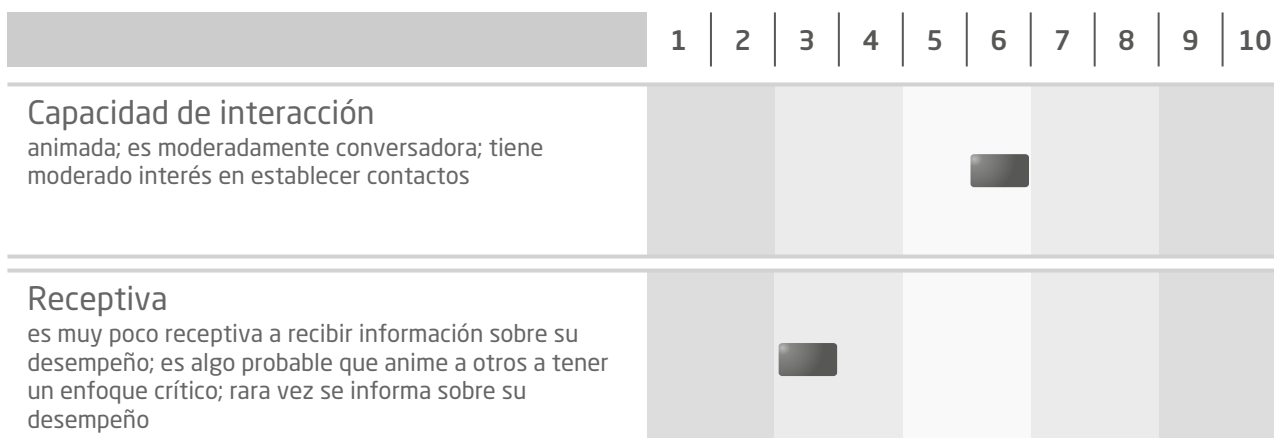 1 2 3 4 5 6 7 8 9 10
Capacidad de interacción
animada; es moderadamente conversadora; tiene
moderado interés en establecer contactos
Receptiva
es muy poco receptiva a recibir información sobre su
desempeño; es algo probable que anime a otros a tener
un enfoque crítico; rara vez se informa sobre su
desempeño